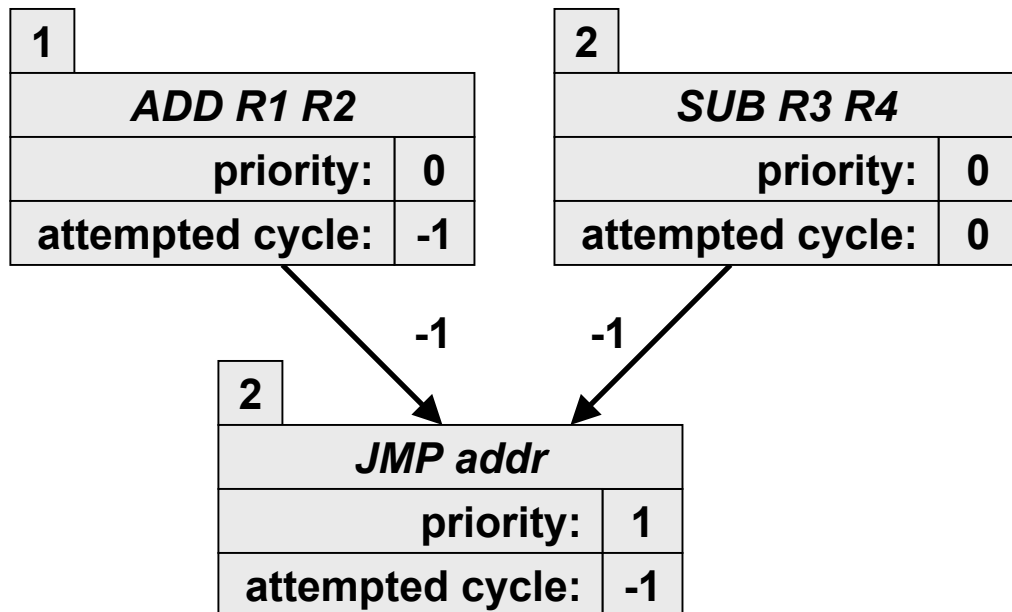 1
ADD R1 R2
priority: 0
attempted cycle: -1
2
SUB R3 R4
priority: 0
attempted cycle: 0
-1
-1
2
JMP addr
priority: 1
attempted cycle: -1